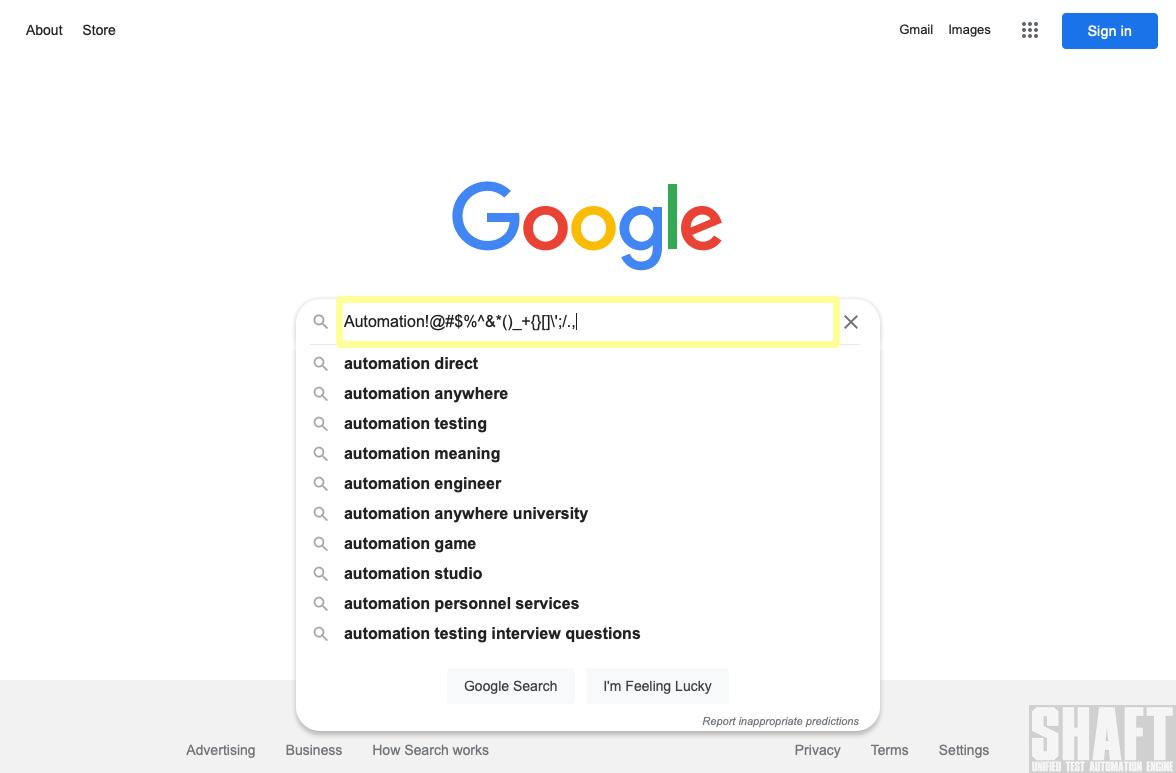 About Store Gmail Images Sign in
Google
Automation!@#$%^&*()_+{}[]\';/.,
automation direct
automation anywhere
automation testing
automation meaning
automation engineer
automation anywhere university
automation game
automation studio
automation personnel services
automation testing interview questions
Google Search I'm Feeling Lucky
Report inappropriate predictions
Advertising Business How Search works Privacy Terms Settings
SHAFT
UNIFIED TEST AUTOMATION ENGINE